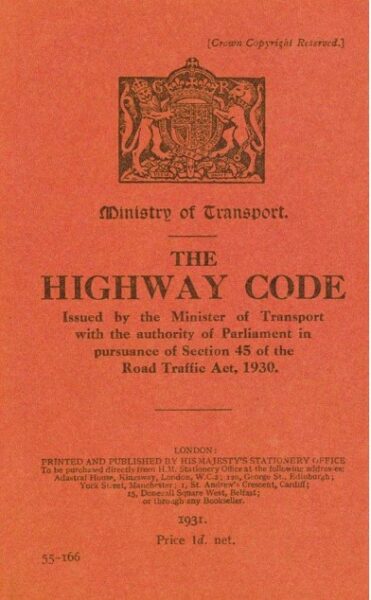 [Crown Copyright Reserved.]
G R
Ministry of Transport.
THE
HIGHWAY CODE
Issued by the Minister of Transport
with the authority of Parliament in
pursuance of Section 45 of the
Road Traffic Act, 1930.
LONDON:
PRINTED AND PUBLISHED BY HIS MAJESTY'S STATIONERY OFFICE
To be purchased directly from H.M. Stationery Office at the following addresses:
Adastral House, Kingsway, London, W.C.2; 120, George St., Edinburgh;
York Street, Manchester; 1, St. Andrew's Crescent, Cardiff;
15, Donegall Square West, Belfast;
or through any Bookseller.
1931.
Price 1d. net.
55-166